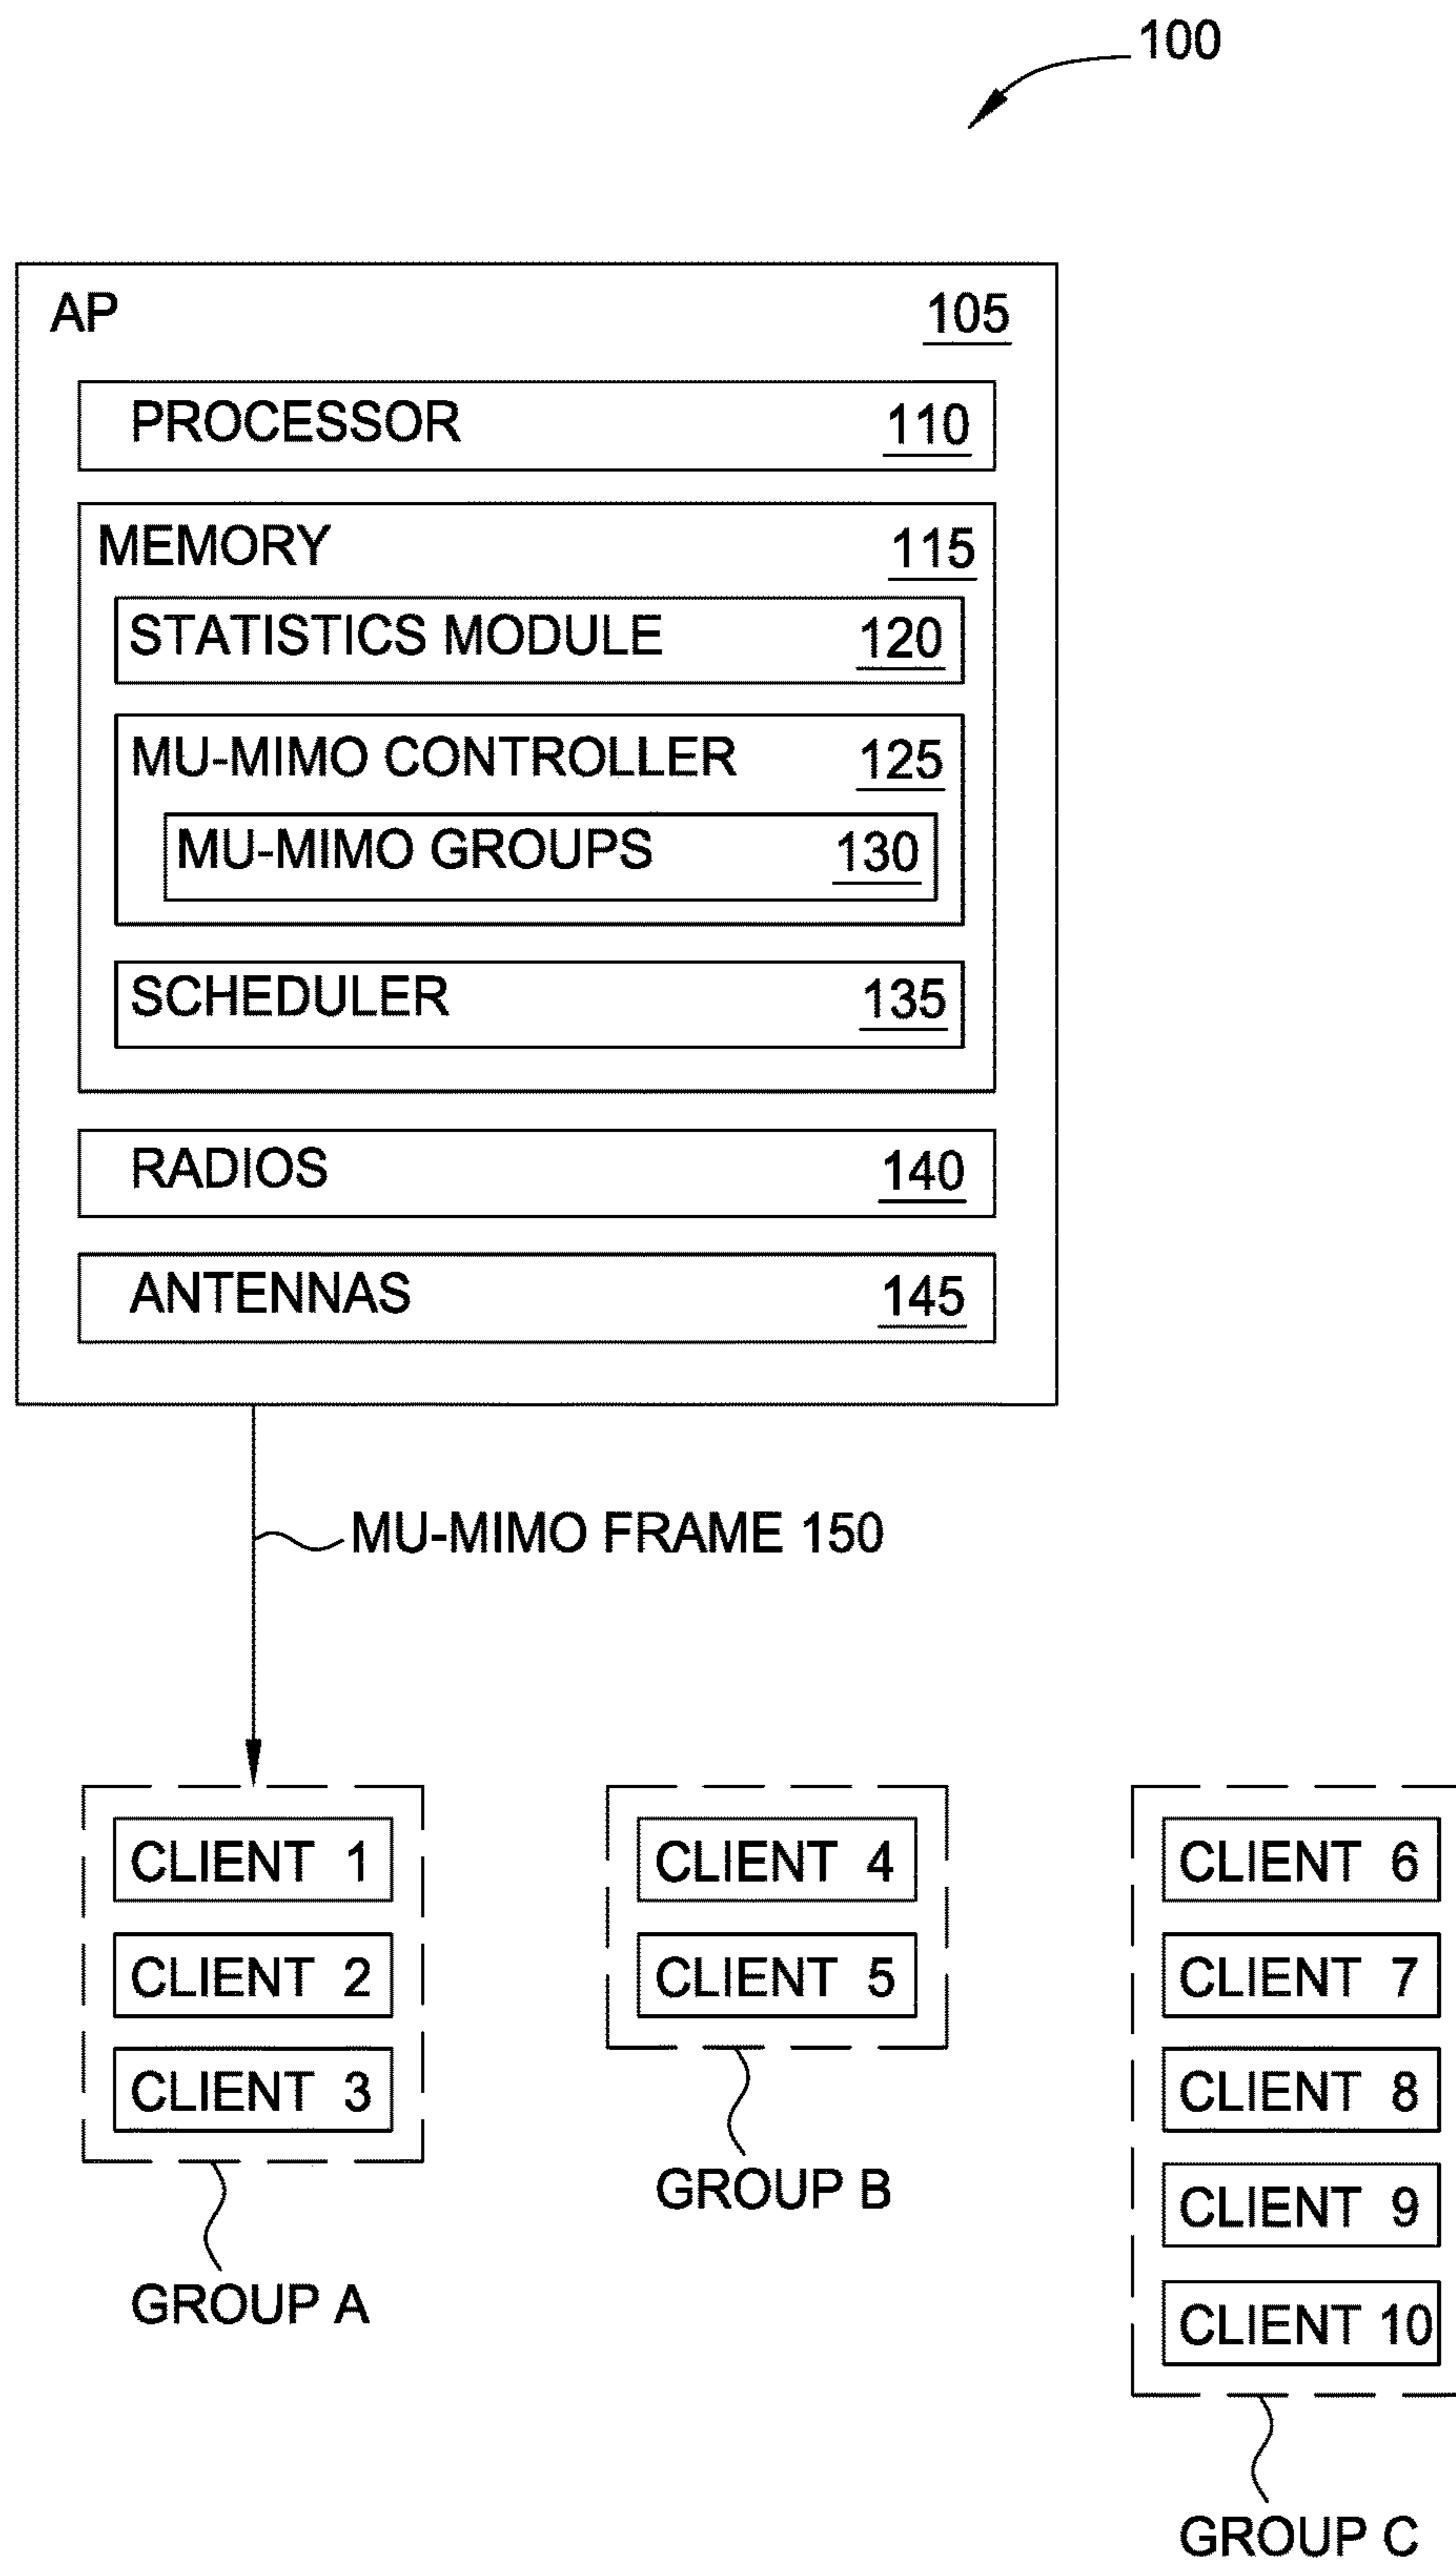 100
AP 105
PROCESSOR 110
MEMORY 115
STATISTICS MODULE 120
MU-MIMO CONTROLLER 125
MU-MIMO GROUPS 130
SCHEDULER 135
RADIOS 140
ANTENNAS 145
MU-MIMO FRAME 150
CLIENT 1
CLIENT 2
CLIENT 3
GROUP A
CLIENT 4
CLIENT 5
GROUP B
CLIENT 6
CLIENT 7
CLIENT 8
CLIENT 9
CLIENT 10
GROUP C